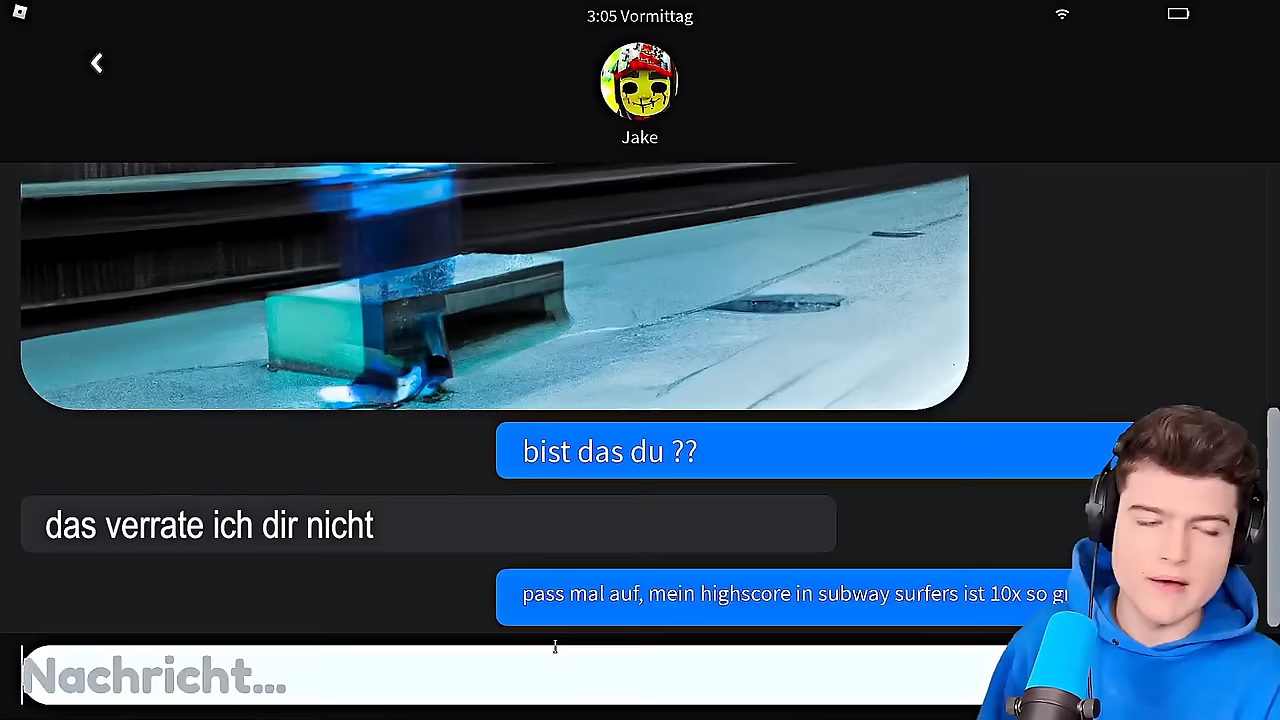 3:05 Vormittag
Jake
bist das du ??
das verrate ich dir nicht
pass mal auf, mein highscore in subway surfers ist 10x so
Nachricht...